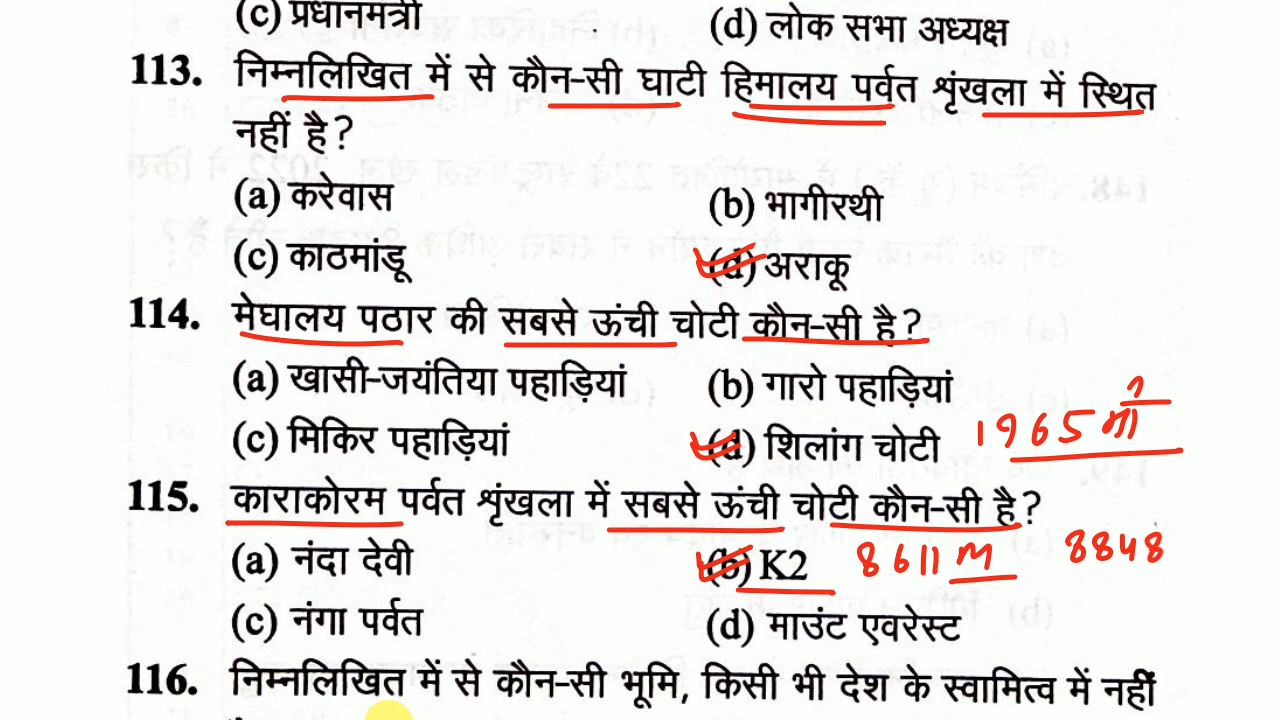 (c) प्रधानमंत्री (d) लोक सभा अध्यक्ष
113. निम्नलिखित में से कौन-सी घाटी हिमालय पर्वत शृंखला में स्थित
नहीं है?
(a) करेवास (b) भागीरथी
(c) काठमांडू (d) अराकू
114. मेघालय पठार की सबसे ऊंची चोटी कौन-सी है?
(a) खासी-जयंतिया पहाड़ियां (b) गारो पहाड़ियां
(c) मिकिर पहाड़ियां (d) शिलांग चोटी 1965
115. काराकोरम पर्वत शृंखला में सबसे ऊंची चोटी कौन-सी है?
(a) नंदा देवी (b) K2 8611 म 8848
(c) नंगा पर्वत (d) माउंट एवरेस्ट
116. निम्नलिखित में से कौन-सी भूमि, किसी भी देश के स्वामित्व में नहीं